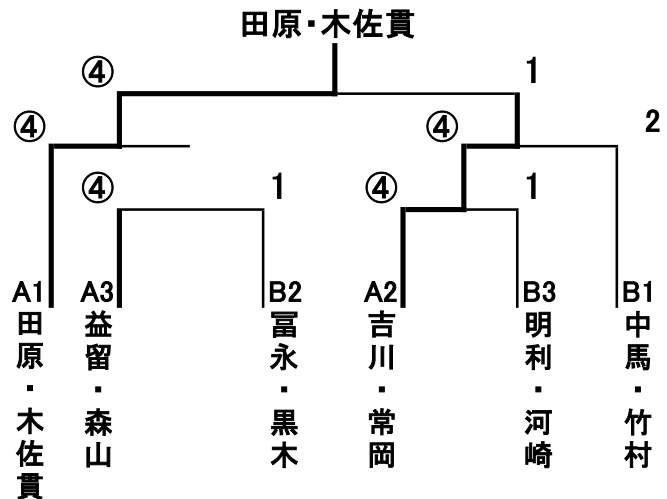 田原・木佐貫
④ 1
④ ④ 2
④ 1 ④ 1
A1 A3 B2 A2 B3 B1
田原・木佐貫
益留・森山
冨永・黒木
吉川・常岡
明利・河崎
中馬・竹村